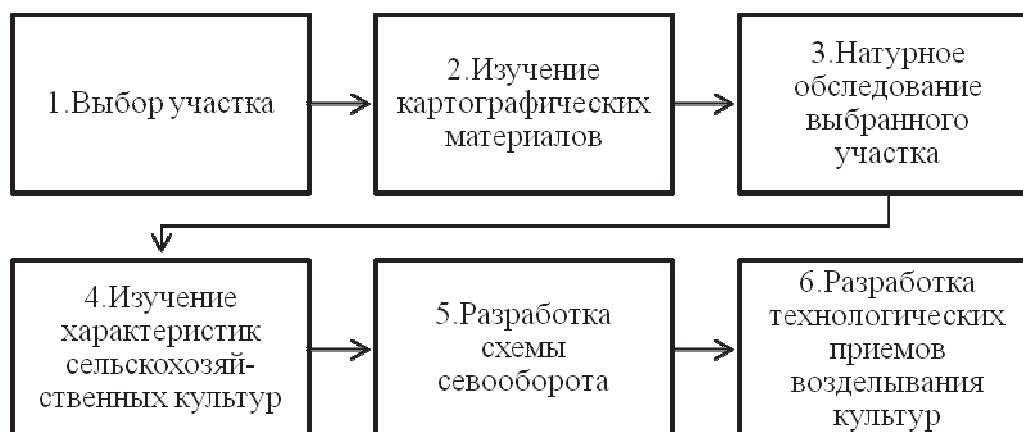 1.Выбор участка
2.Изучение
картографических
материалов
3.Натурное
обследование
выбранного
участка
4.Изучение
характеристик
сельскохозяй-
ственных культур
5.Разработка
схемы
севооборота
6.Разработка
технологических
приемов
возделывания
культур